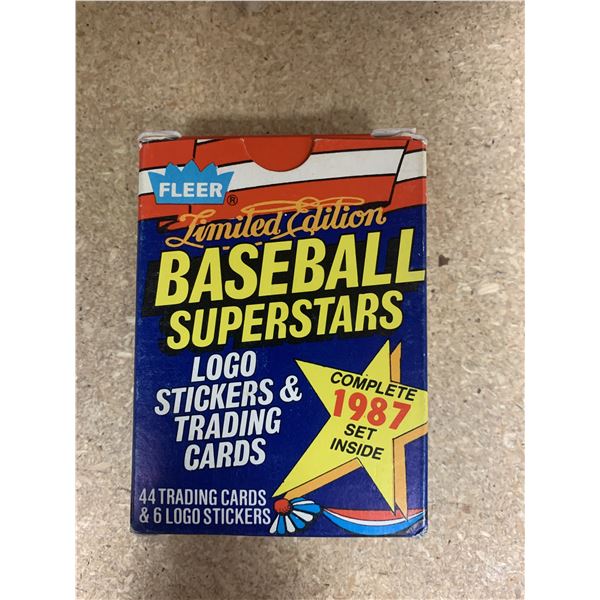 FLEER®
Limited Edition
BASEBALL
SUPERSTARS
LOGO
STICKERS &
TRADING
CARDS
COMPLETE
1987
SET
INSIDE
44 TRADING CARDS
& 6 LOGO STICKERS